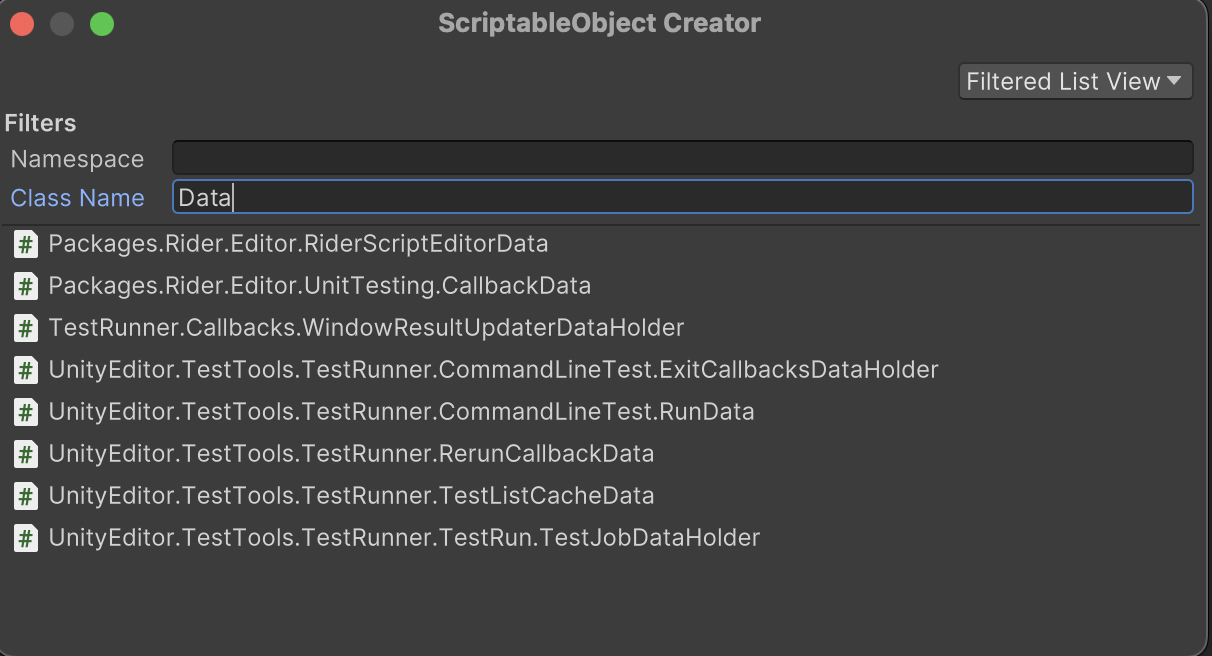 ScriptableObject Creator
Filtered List View
Filters
Namespace
Class Name Data
# Packages.Rider.Editor.RiderScriptEditorData
# Packages.Rider.Editor.UnitTesting.CallbackData
# TestRunner.Callbacks.WindowResultUpdaterDataHolder
# UnityEditor.TestTools.TestRunner.CommandLineTest.ExitCallbacksDataHolder
# UnityEditor.TestTools.TestRunner.CommandLineTest.RunData
# UnityEditor.TestTools.TestRunner.RerunCallbackData
# UnityEditor.TestTools.TestRunner.TestListCacheData
# UnityEditor.TestTools.TestRunner.TestRun.TestJobDataHolder